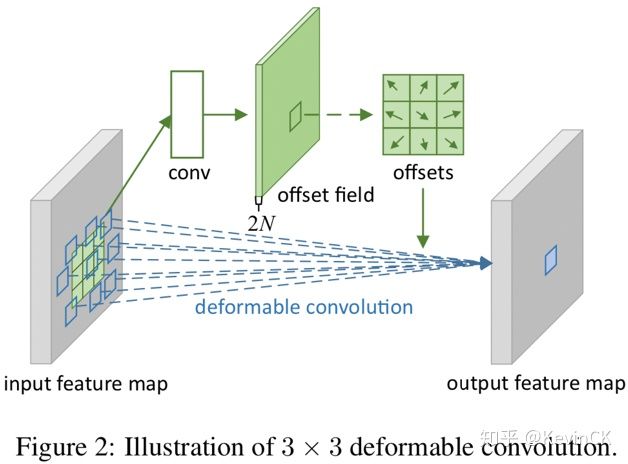 conv
offset field
offsets
2N
deformable convolution
input feature map
output feature map
知乎 @KevinCK
Figure 2: Illustration of 3 × 3 deformable convolution.